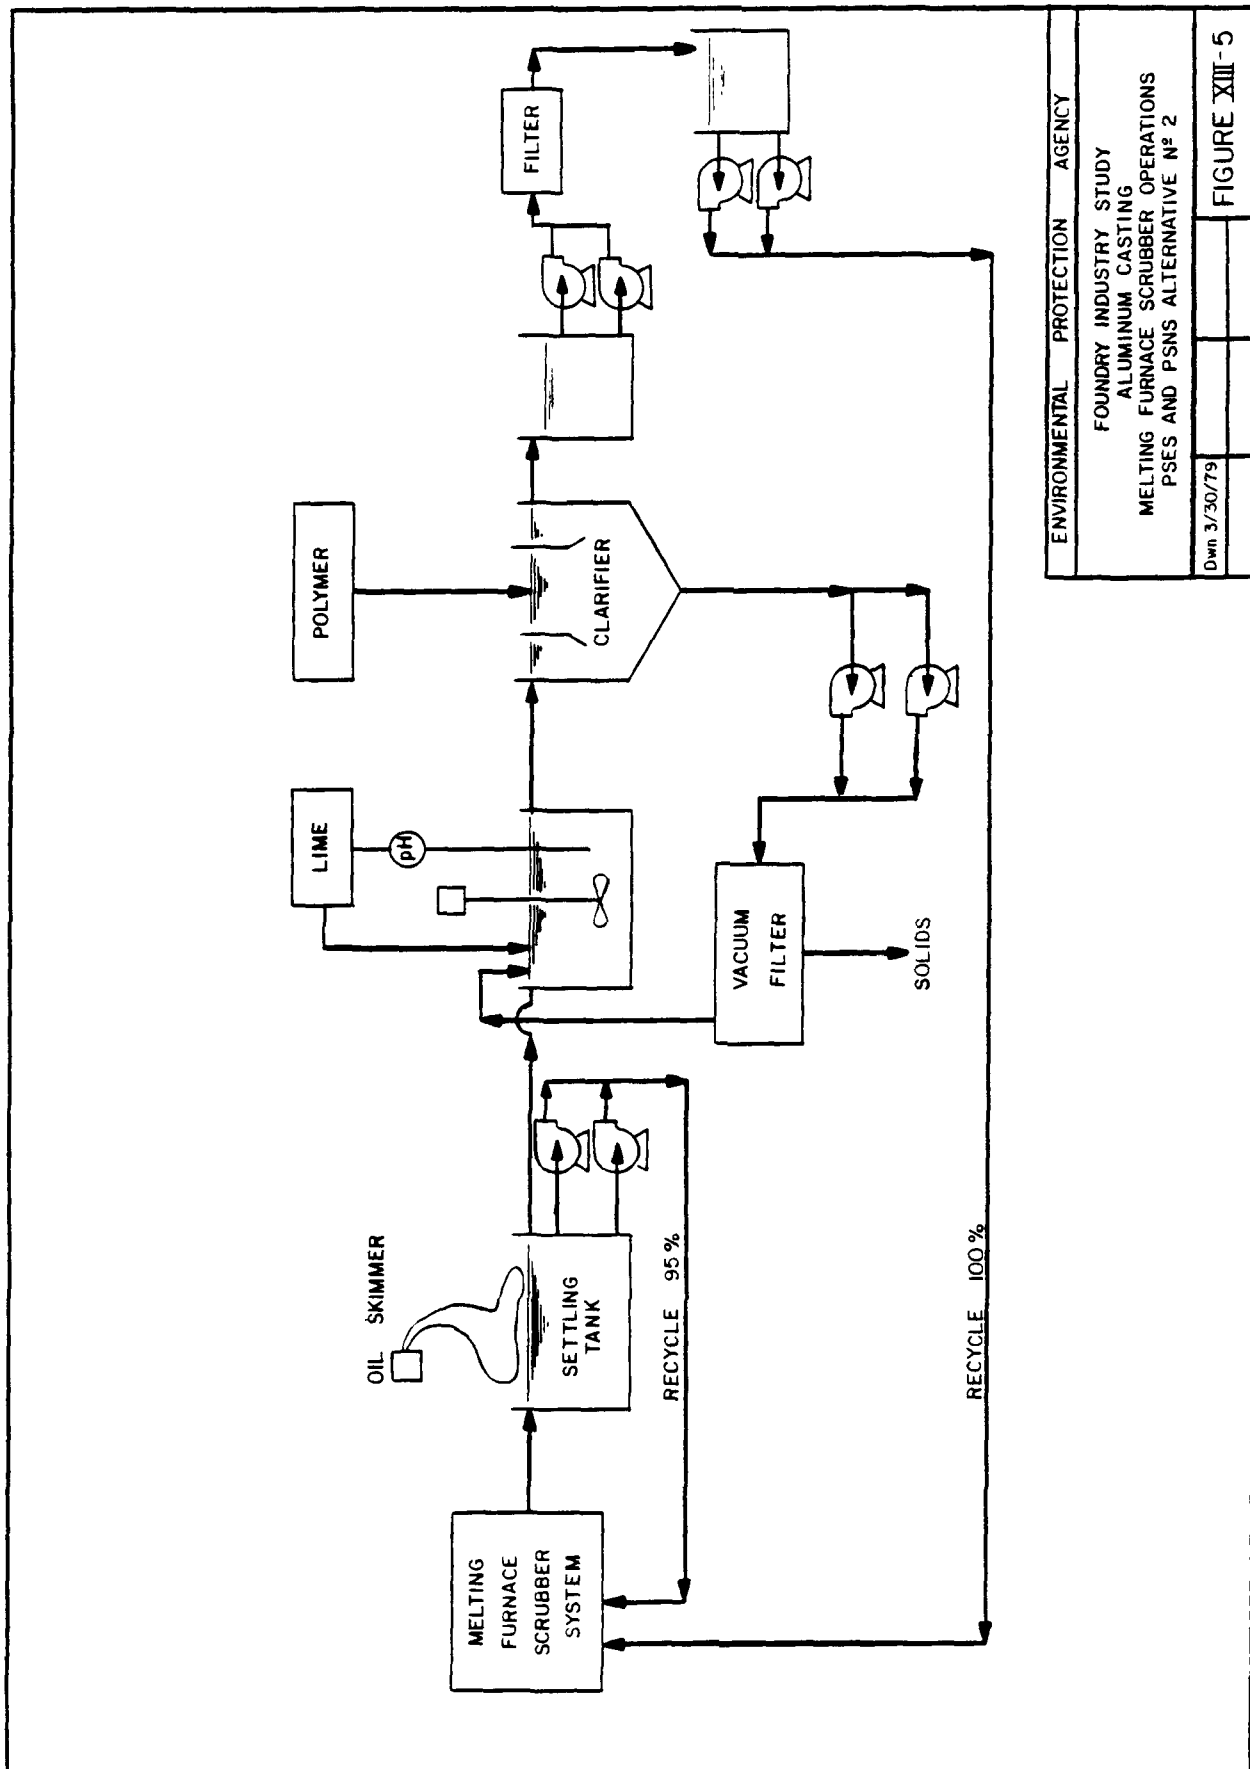 OIL SKIMMER
LIME
pH
POLYMER
FILTER
MELTING
FURNACE
SCRUBBER
SYSTEM
SETTLING
TANK
CLARIFIER
RECYCLE 95%
VACUUM
FILTER
SOLIDS
RECYCLE 100%
ENVIRONMENTAL PROTECTION AGENCY
FOUNDRY INDUSTRY STUDY
ALUMINUM CASTING
MELTING FURNACE SCRUBBER OPERATIONS
PSES AND PSNS ALTERNATIVE Nº 2
Dwn 3/30/79
FIGURE XIII-5